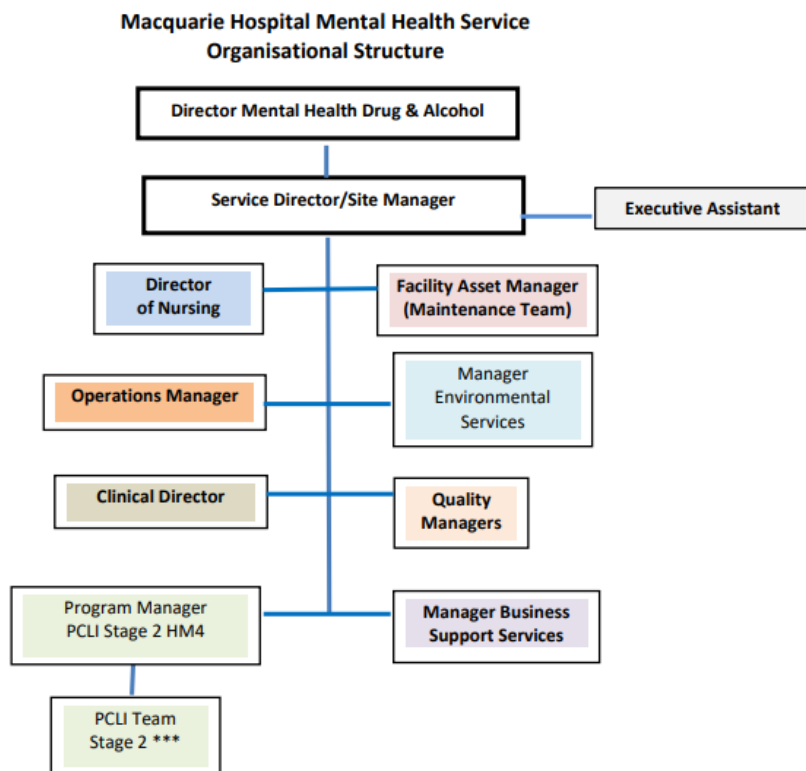 Macquarie Hospital Mental Health Service
Organisational Structure
Director Mental Health Drug & Alcohol
Service Director/Site Manager
Executive Assistant
Director
of Nursing
Facility Asset Manager
(Maintenance Team)
Operations Manager
Manager
Environmental
Services
Clinical Director
Quality
Managers
Program Manager
PCLI Stage 2 HM4
Manager Business
Support Services
PCLI Team
Stage 2 ***